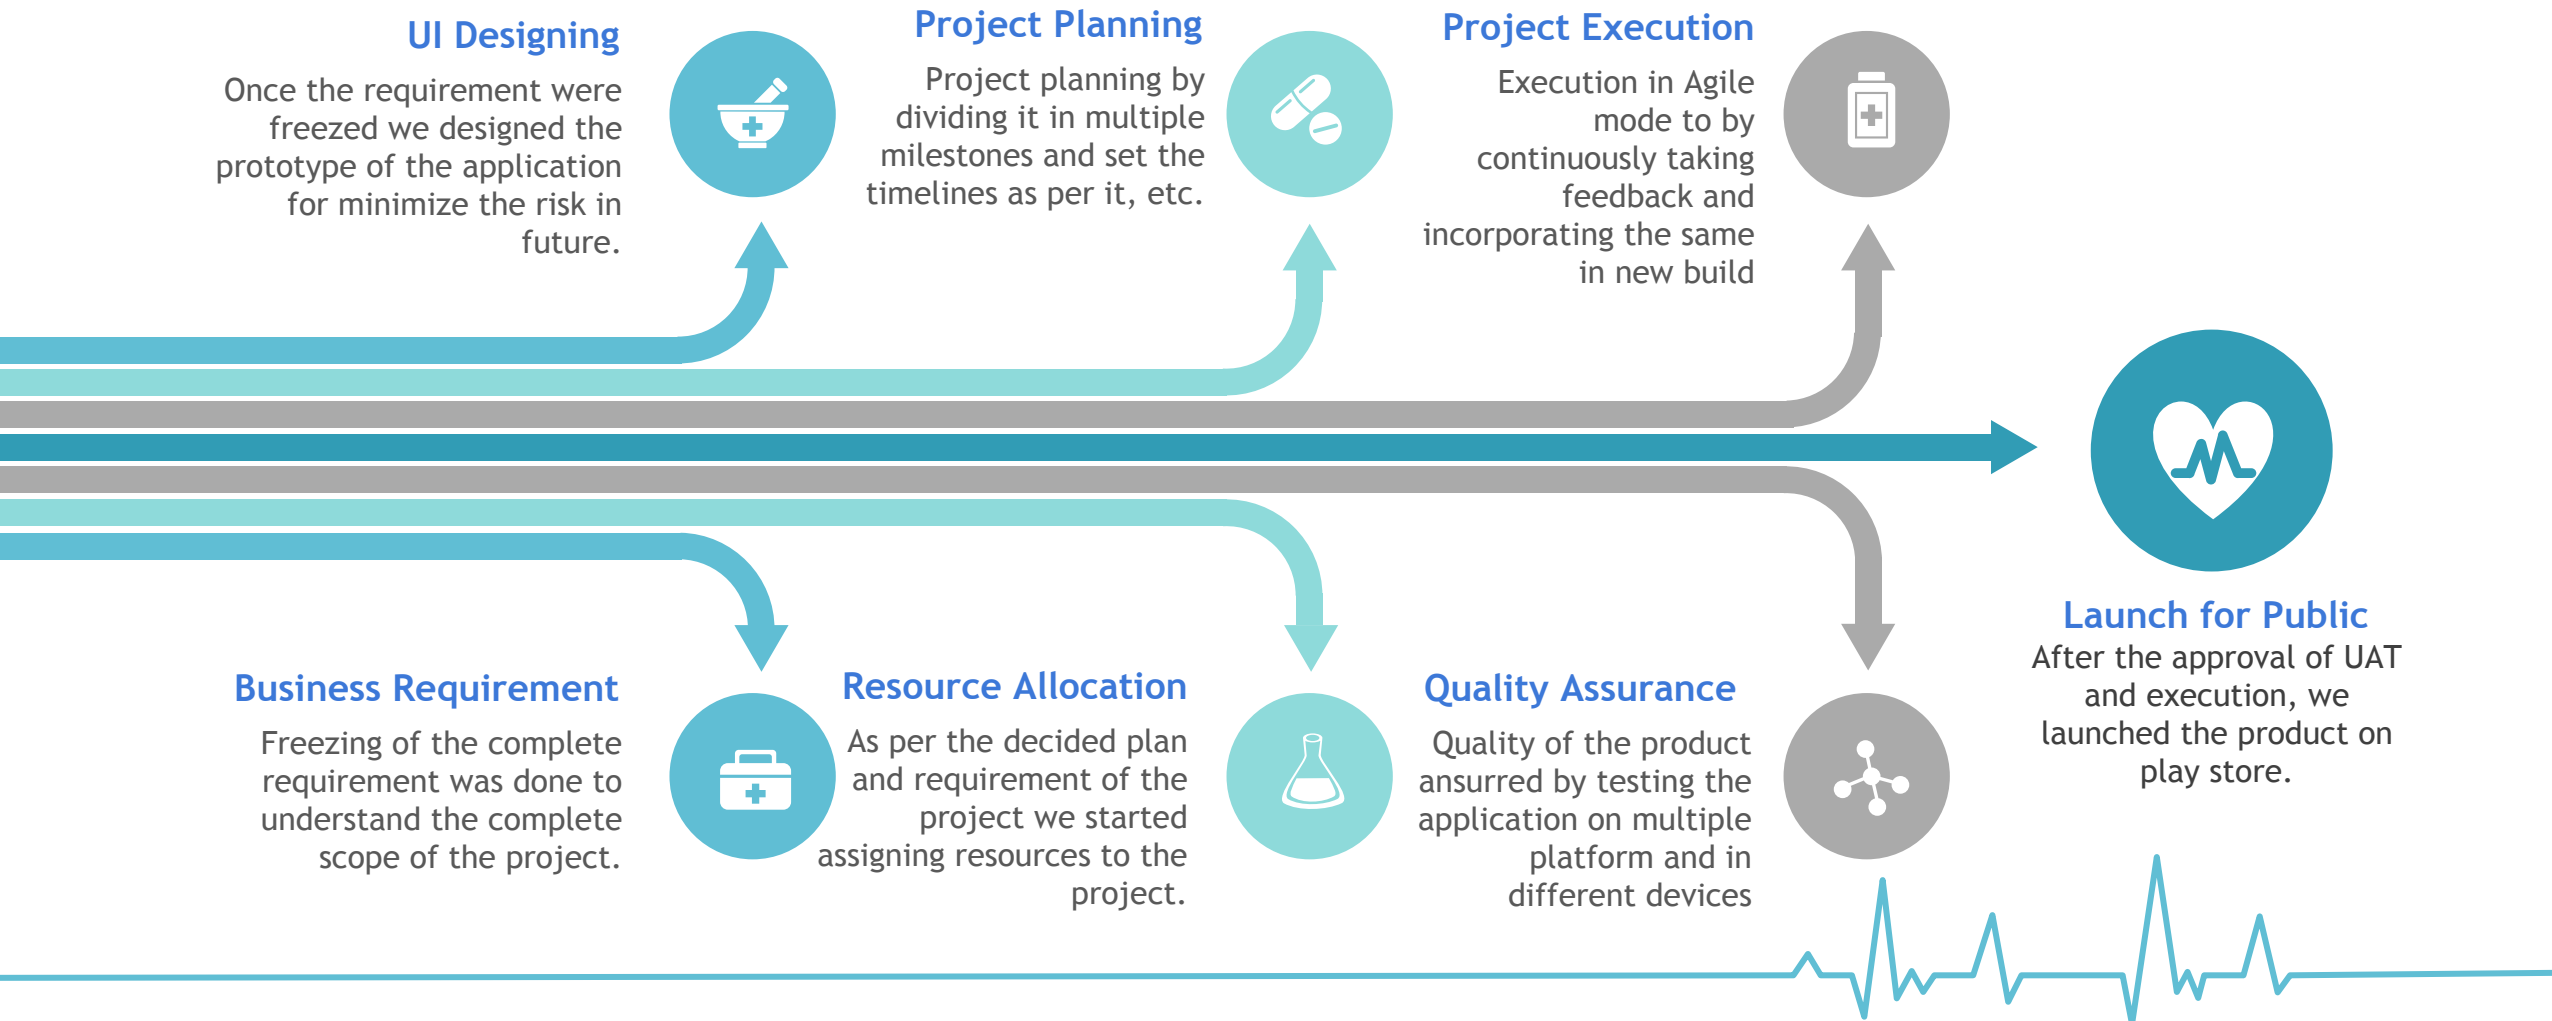 UI Designing
Once the requirement were
freezed we designed the
prototype of the application
for minimize the risk in
future.
Project Planning
Project planning by
dividing it in multiple
milestones and set the
timelines as per it, etc.
Project Execution
Execution in Agile
mode to by
continuously taking
feedback and
incorporating the same
in new build
Business Requirement
Freezing of the complete
requirement was done to
understand the complete
scope of the project.
Resource Allocation
As per the decided plan
and requirement of the
project we started
assigning resources to the
project.
Quality Assurance
Quality of the product
ansurred by testing the
application on multiple
platform and in
different devices
Launch for Public
After the approval of UAT
and execution, we
launched the product on
play store.